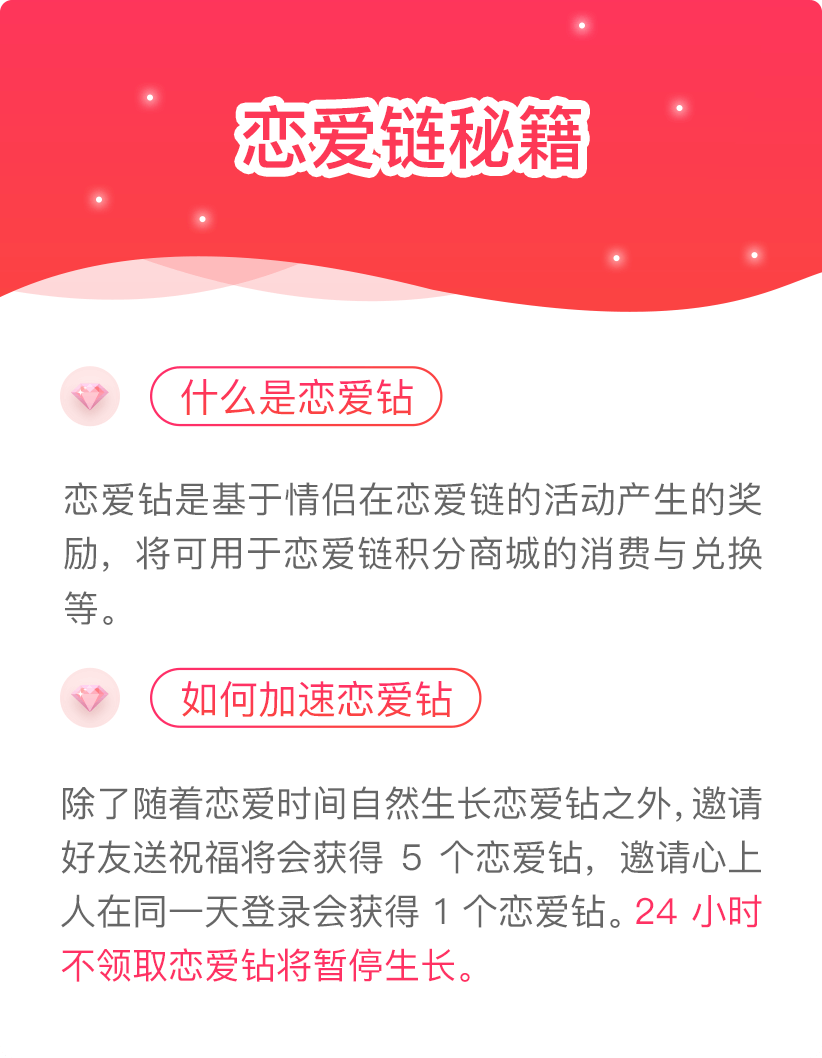 恋爱链秘籍
什么是恋爱钻
恋爱钻是基于情侣在恋爱链的活动产生的奖
励，将可用于恋爱链积分商城的消费与兑换
等。
如何加速恋爱钻
除了随着恋爱时间自然生长恋爱钻之外，邀请
好友送祝福将会获得 5 个恋爱钻，邀请心上
人在同一天登录会获得 1 个恋爱钻。24 小时
不领取恋爱钻将暂停生长。